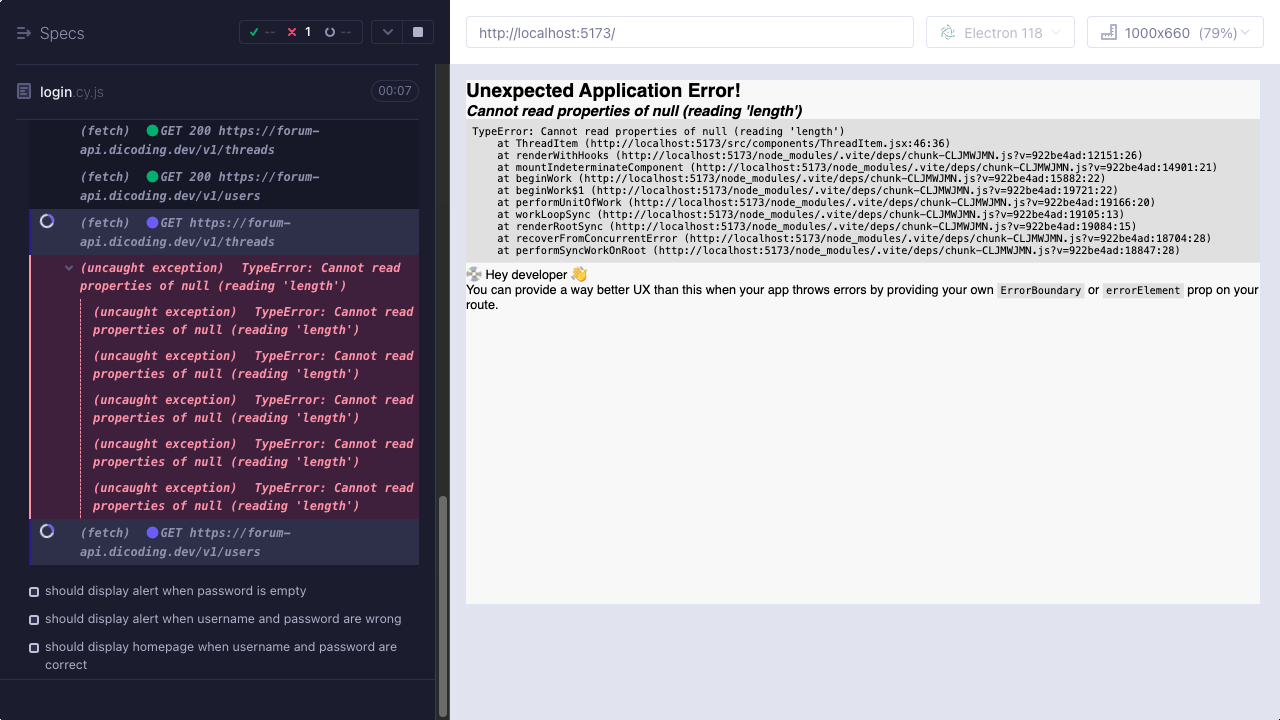 Specs
-- 1 --
login.cy.js
00:07
(fetch) GET 200 https://forum-
api.dicoding.dev/v1/threads
(fetch) GET 200 https://forum-
api.dicoding.dev/v1/users
(fetch) GET https://forum-
api.dicoding.dev/v1/threads
(uncaught exception) TypeError: Cannot read
properties of null (reading 'length')
(uncaught exception) TypeError: Cannot read
properties of null (reading 'length')
(uncaught exception) TypeError: Cannot read
properties of null (reading 'length')
(uncaught exception) TypeError: Cannot read
properties of null (reading 'length')
(uncaught exception) TypeError: Cannot read
properties of null (reading 'length')
(uncaught exception) TypeError: Cannot read
properties of null (reading 'length')
(fetch) GET https://forum-
api.dicoding.dev/v1/users
should display alert when password is empty
should display alert when username and password are wrong
should display homepage when username and password are
correct
http://localhost:5173/
Electron 118
1000x660 (79%)
Unexpected Application Error!
Cannot read properties of null (reading 'length')
TypeError: Cannot read properties of null (reading 'length')
at ThreadItem (http://localhost:5173/src/components/ThreadItem.jsx:46:36)
at renderWithHooks (http://localhost:5173/node_modules/.vite/deps/chunk-CLJMWJMN.js?v=922be4ad:12151:26)
at mountIndeterminateComponent (http://localhost:5173/node_modules/.vite/deps/chunk-CLJMWJMN.js?v=922be4ad:14901:21)
at beginWork (http://localhost:5173/node_modules/.vite/deps/chunk-CLJMWJMN.js?v=922be4ad:15882:22)
at beginWork$1 (http://localhost:5173/node_modules/.vite/deps/chunk-CLJMWJMN.js?v=922be4ad:19721:22)
at performUnitOfWork (http://localhost:5173/node_modules/.vite/deps/chunk-CLJMWJMN.js?v=922be4ad:19166:20)
at workLoopSync (http://localhost:5173/node_modules/.vite/deps/chunk-CLJMWJMN.js?v=922be4ad:19105:13)
at renderRootSync (http://localhost:5173/node_modules/.vite/deps/chunk-CLJMWJMN.js?v=922be4ad:19084:15)
at recoverFromConcurrentError (http://localhost:5173/node_modules/.vite/deps/chunk-CLJMWJMN.js?v=922be4ad:18704:28)
at performSyncWorkOnRoot (http://localhost:5173/node_modules/.vite/deps/chunk-CLJMWJMN.js?v=922be4ad:18847:28)
💿 Hey developer 👋
You can provide a way better UX than this when your app throws errors by providing your own ErrorBoundary or errorElement prop on your
route.